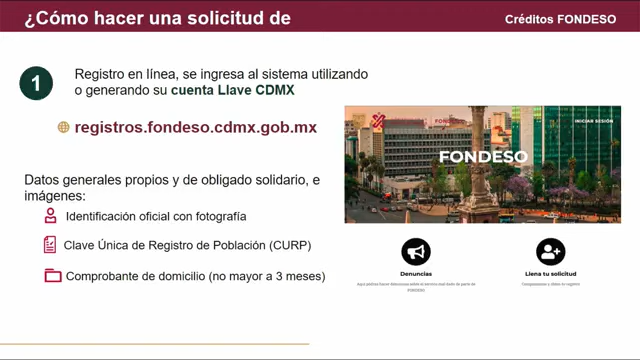 ¿Cómo hacer una solicitud de
Créditos FONDESO
1
Registro en línea, se ingresa al sistema utilizando
o generando su cuenta Llave CDMX
registros.fondeso.cdmx.gob.mx
Datos generales propios y de obligado solidario, e
imágenes:
Identificación oficial con fotografía
Clave Única de Registro de Población (CURP)
Comprobante de domicilio (no mayor a 3 meses)
INICIAR SESIÓN
FONDESO
Denuncias
FONDESO
Llena tu solicitud